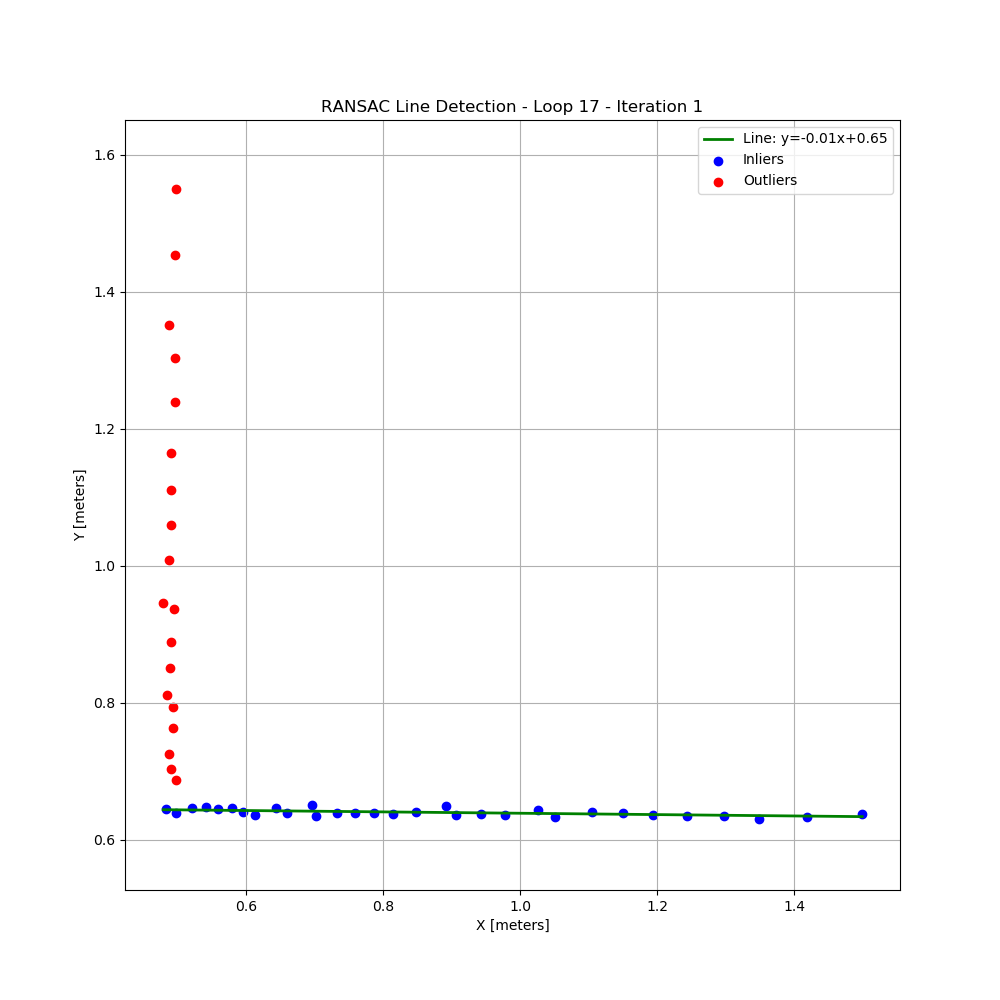 RANSAC Line Detection - Loop 17 - Iteration 1
Line: y=-0.01x+0.65
Inliers
Outliers
1.6
1.4
1.2
1.0
0.8
0.6
Y [meters]
0.6 0.8 1.0 1.2 1.4
X [meters]